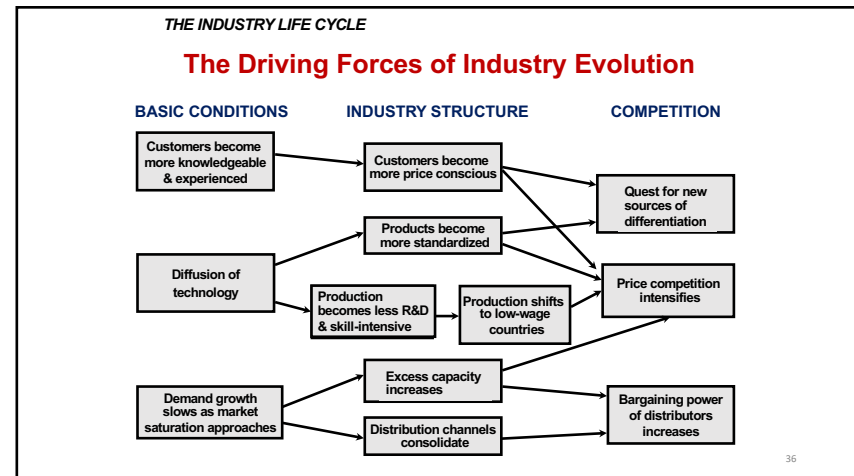 THE INDUSTRY LIFE CYCLE
The Driving Forces of Industry Evolution
BASIC CONDITIONS
INDUSTRY STRUCTURE
COMPETITION
Customers become
more knowledgeable
& experienced
Customers become
more price conscious
Quest for new
sources of
differentiation
Products become
more standardized
Diffusion of
technology
Production
becomes less R&D
& skill-intensive
Production shifts
to low-wage
countries
Price competition
intensifies
Excess capacity
increases
Demand growth
slows as market
saturation approaches
Distribution channels
consolidate
Bargaining power
of distributors
increases
36